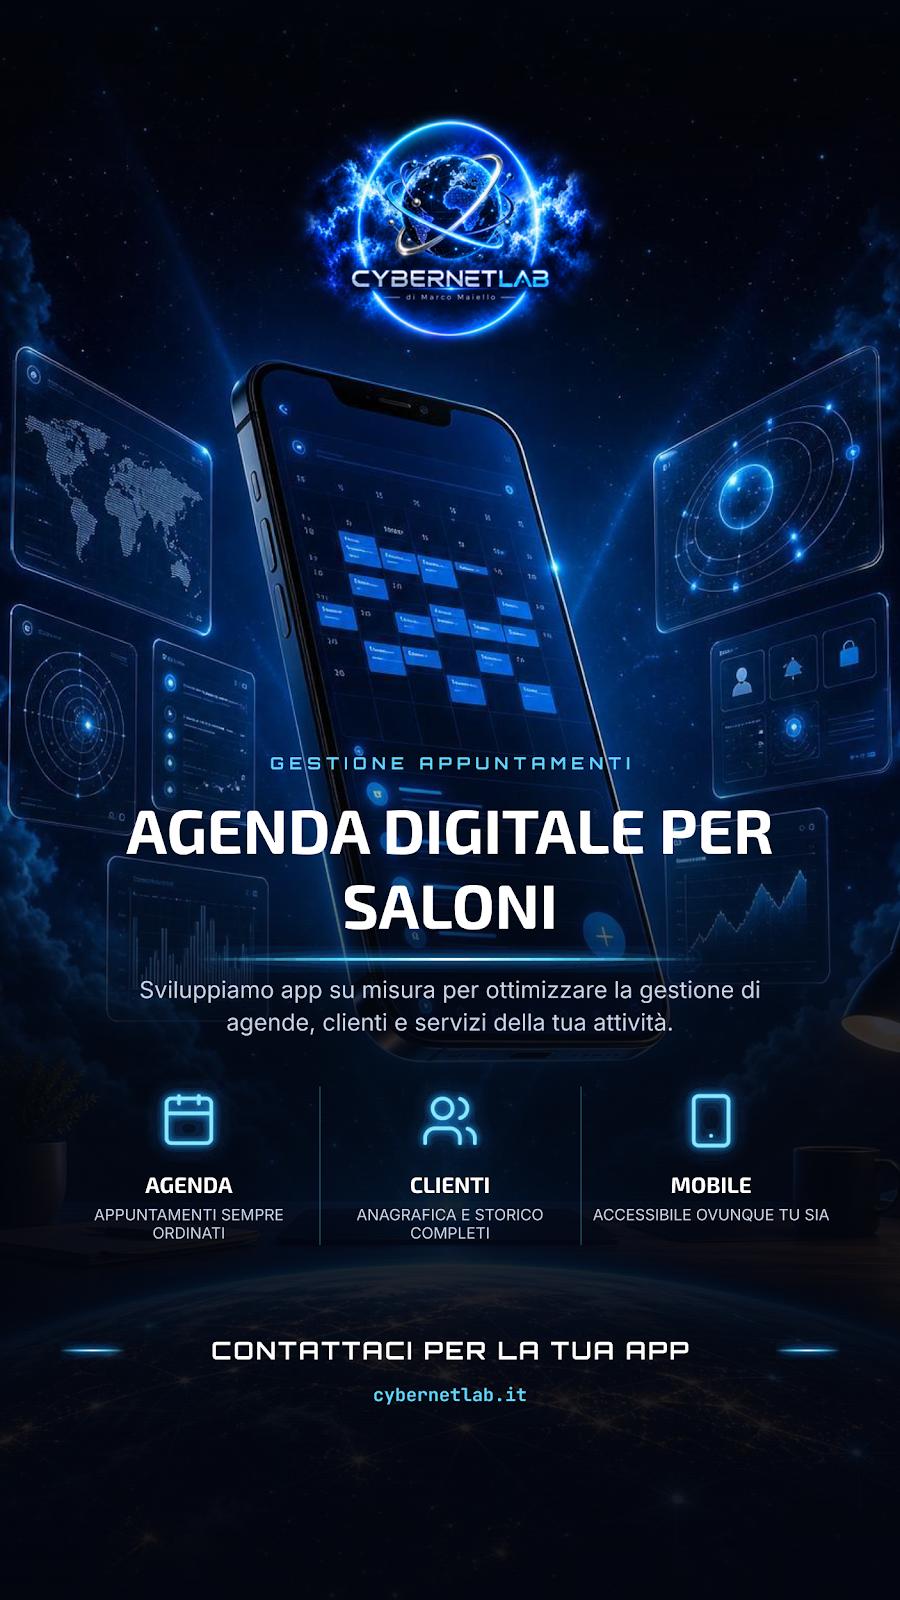 CYBERNETLAB
di Marco Maiello
GESTIONE APPUNTAMENTI
AGENDA DIGITALE PER
SALONI
Sviluppiamo app su misura per ottimizzare la gestione di
agende, clienti e servizi della tua attività.
AGENDA
APPUNTAMENTI SEMPRE
ORDINATI
CLIENTI
ANAGRAFICA E STORICO
COMPLETI
MOBILE
ACCESSIBILE OVUNQUE TU SIA
CONTATTACI PER LA TUA APP
cybernetlab.it